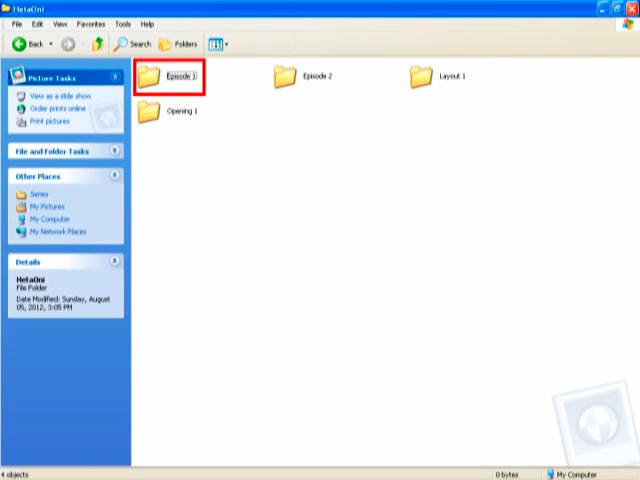 HetaOni
File Edit View Favorites Tools Help
Back Search Folders
Picture Tasks
View as a slide show
Order prints online
Print pictures
File and Folder Tasks
Other Places
Series
My Pictures
My Computer
My Network Places
Details
HetaOni
File Folder
Date Modified: Sunday, August
05, 2012, 3:05 PM
Episode 1 Episode 2 Layout 1
Opening 1
4 objects 0 bytes My Computer